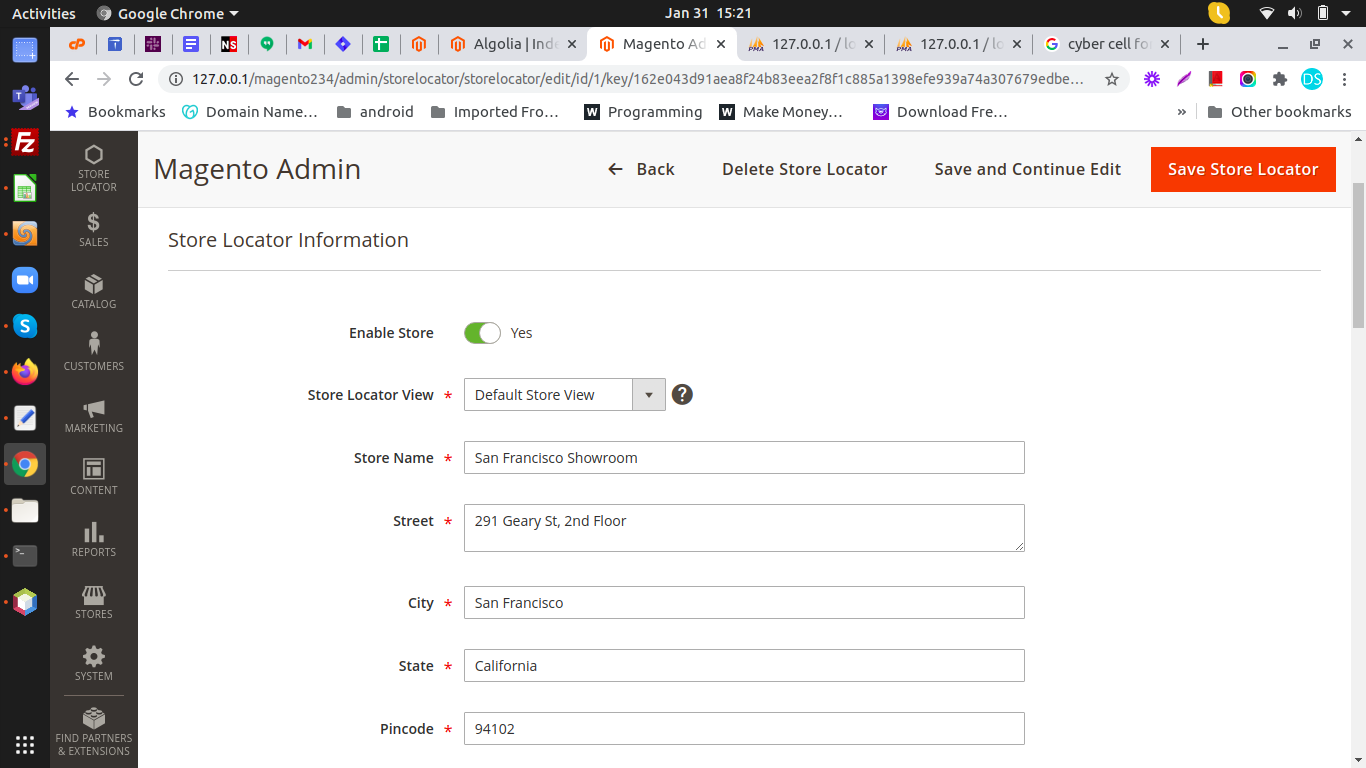 Activities
Google Chrome
Jan 31 15:21
Algolia | Ind
Magento Ad
127.0.0.1 / lo
127.0.0.1 / lo
cyber cell fo
127.0.0.1/magento234/admin/storelocator/storelocator/edit/id/1/key/162e043d91aea8f24b83eea2f8f1c885a1398efe939a74a307679edbe...
DS
Bookmarks
Domain Name...
android
Imported Fro...
Programming
Make Money...
Download Fre...
»
Other bookmarks
STORE
LOCATOR
SALES
CATALOG
CUSTOMERS
MARKETING
CONTENT
REPORTS
STORES
SYSTEM
FIND PARTNERS
& EXTENSIONS
Magento Admin
Back
Delete Store Locator
Save and Continue Edit
Save Store Locator
Store Locator Information
Enable Store
Yes
Store Locator View *
Default Store View
?
Store Name *
San Francisco Showroom
Street *
291 Geary St, 2nd Floor
City *
San Francisco
State *
California
Pincode *
94102